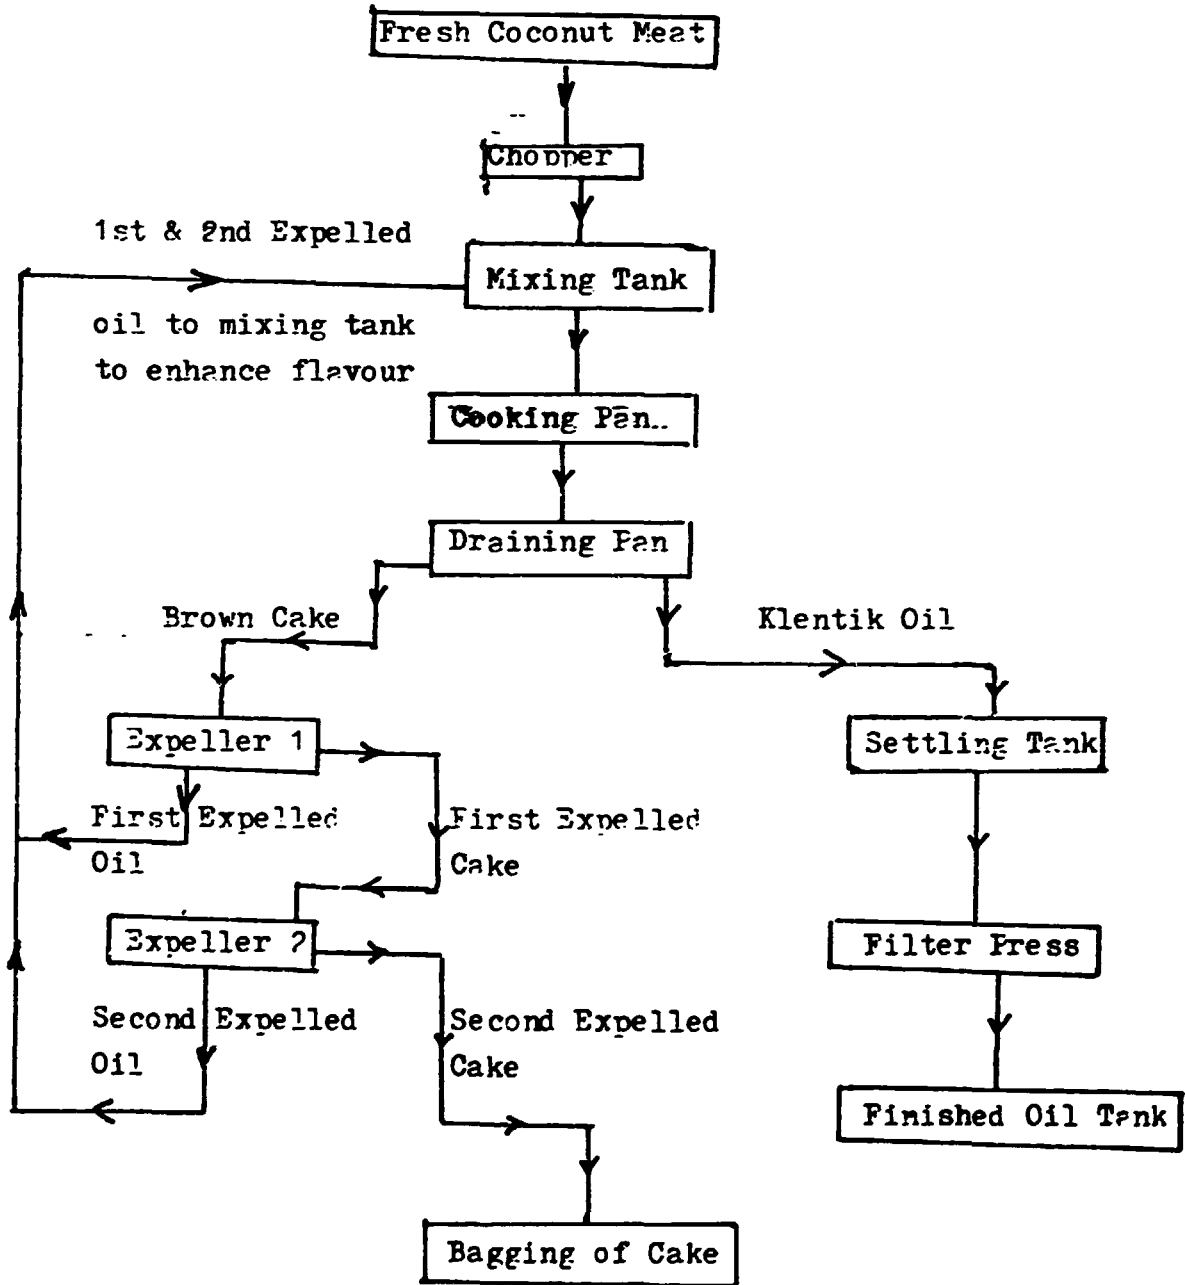 Fresh Coconut Meat
Chopper
1st & 2nd Expelled
Mixing Tank
oil to mixing tank
to enhance flavour
Cooking Pan..
Draining Pan
Brown Cake
Klentik Oil
Expeller 1
Settling Tank
First Expelled
Oil
First Expelled
Cake
Expeller 2
Filter Press
Second Expelled
Oil
Second Expelled
Cake
Finished Oil Tank
Bagging of Cake